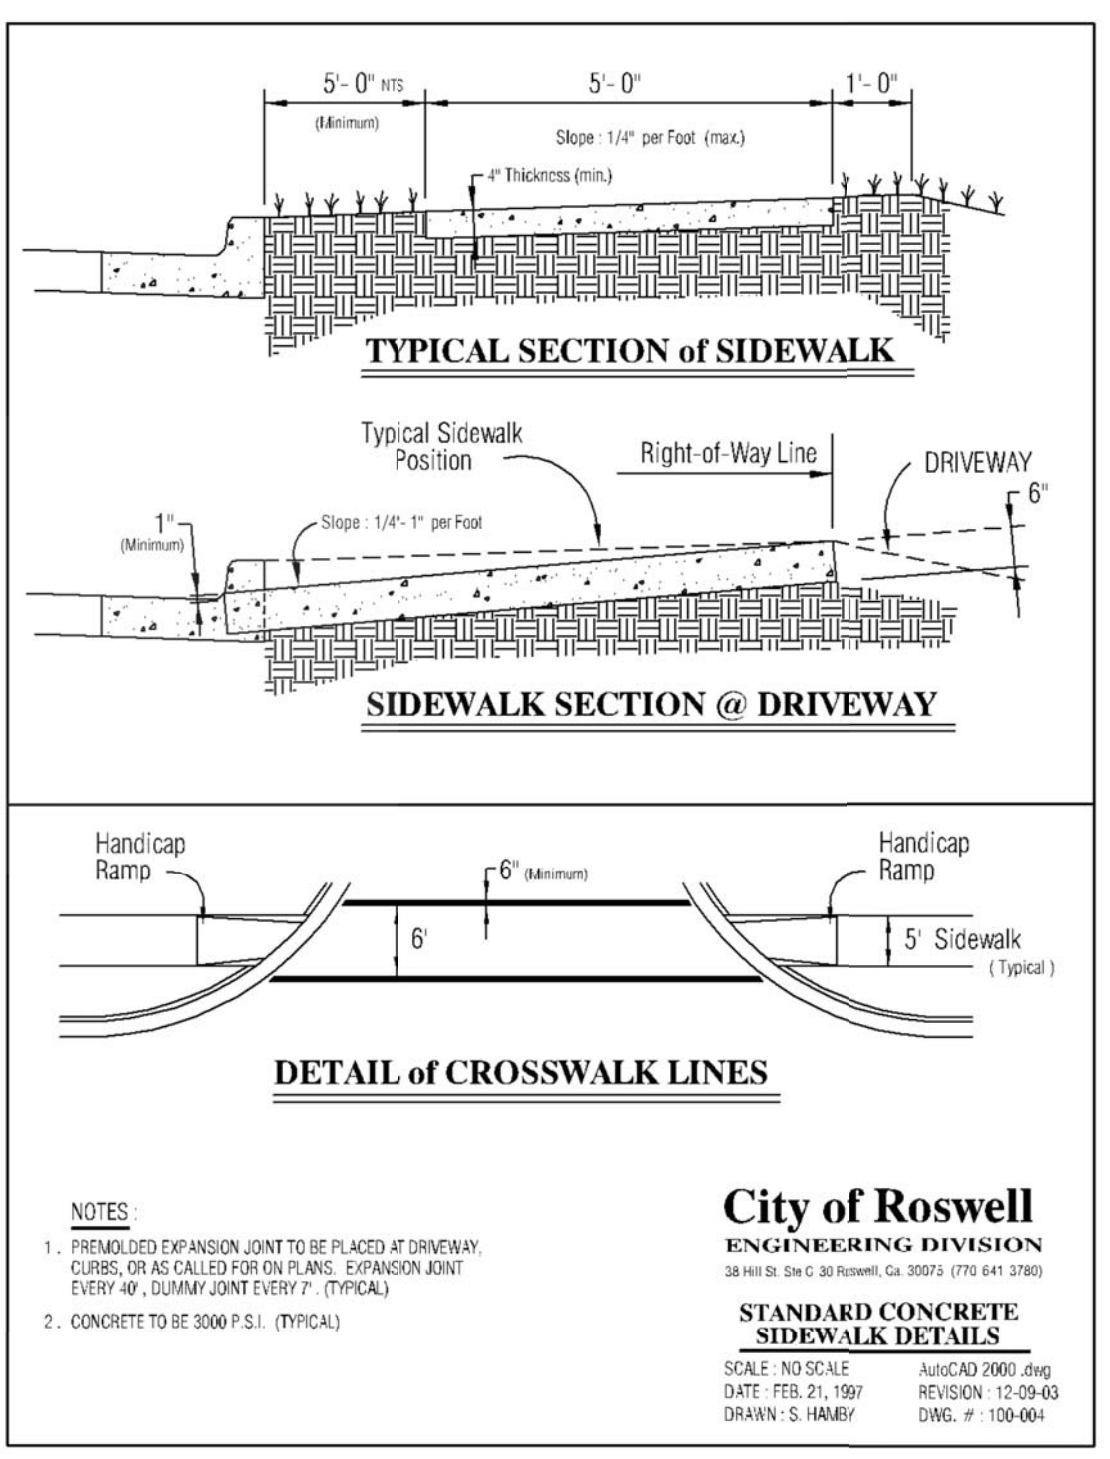 5'- 0" NTS
(Minimum)
5'- 0"
1'- 0"
Slope : 1/4" per Foot (max.)
4" Thickness (min.)
TYPICAL SECTION of SIDEWALK
Typical Sidewalk
Position
Right-of-Way Line
DRIVEWAY
6"
1"
(Minimum)
Slope : 1/4'- 1" per Foot
SIDEWALK SECTION @ DRIVEWAY
Handicap
Ramp
6" (Minimum)
Handicap
Ramp
6'
5' Sidewalk
( Typical )
DETAIL of CROSSWALK LINES
NOTES :
1 . PREMOLDED EXPANSION JOINT TO BE PLACED AT DRIVEWAY,
CURBS, OR AS CALLED FOR ON PLANS. EXPANSION JOINT
EVERY 40', DUMMY JOINT EVERY 7' . (TYPICAL)
2 . CONCRETE TO BE 3000 P.S.I. (TYPICAL)
City of Roswell
ENGINEERING DIVISION
38 Hill St. Ste G 30 Roswell, Ga. 30075 (770 641 3780)
STANDARD CONCRETE
SIDEWALK DETAILS
SCALE : NO SCALE
AutoCAD 2000 .dwg
DATE : FEB. 21, 1997
REVISION : 12-09-03
DRAWN : S. HAMBY
DWG. # : 100-004